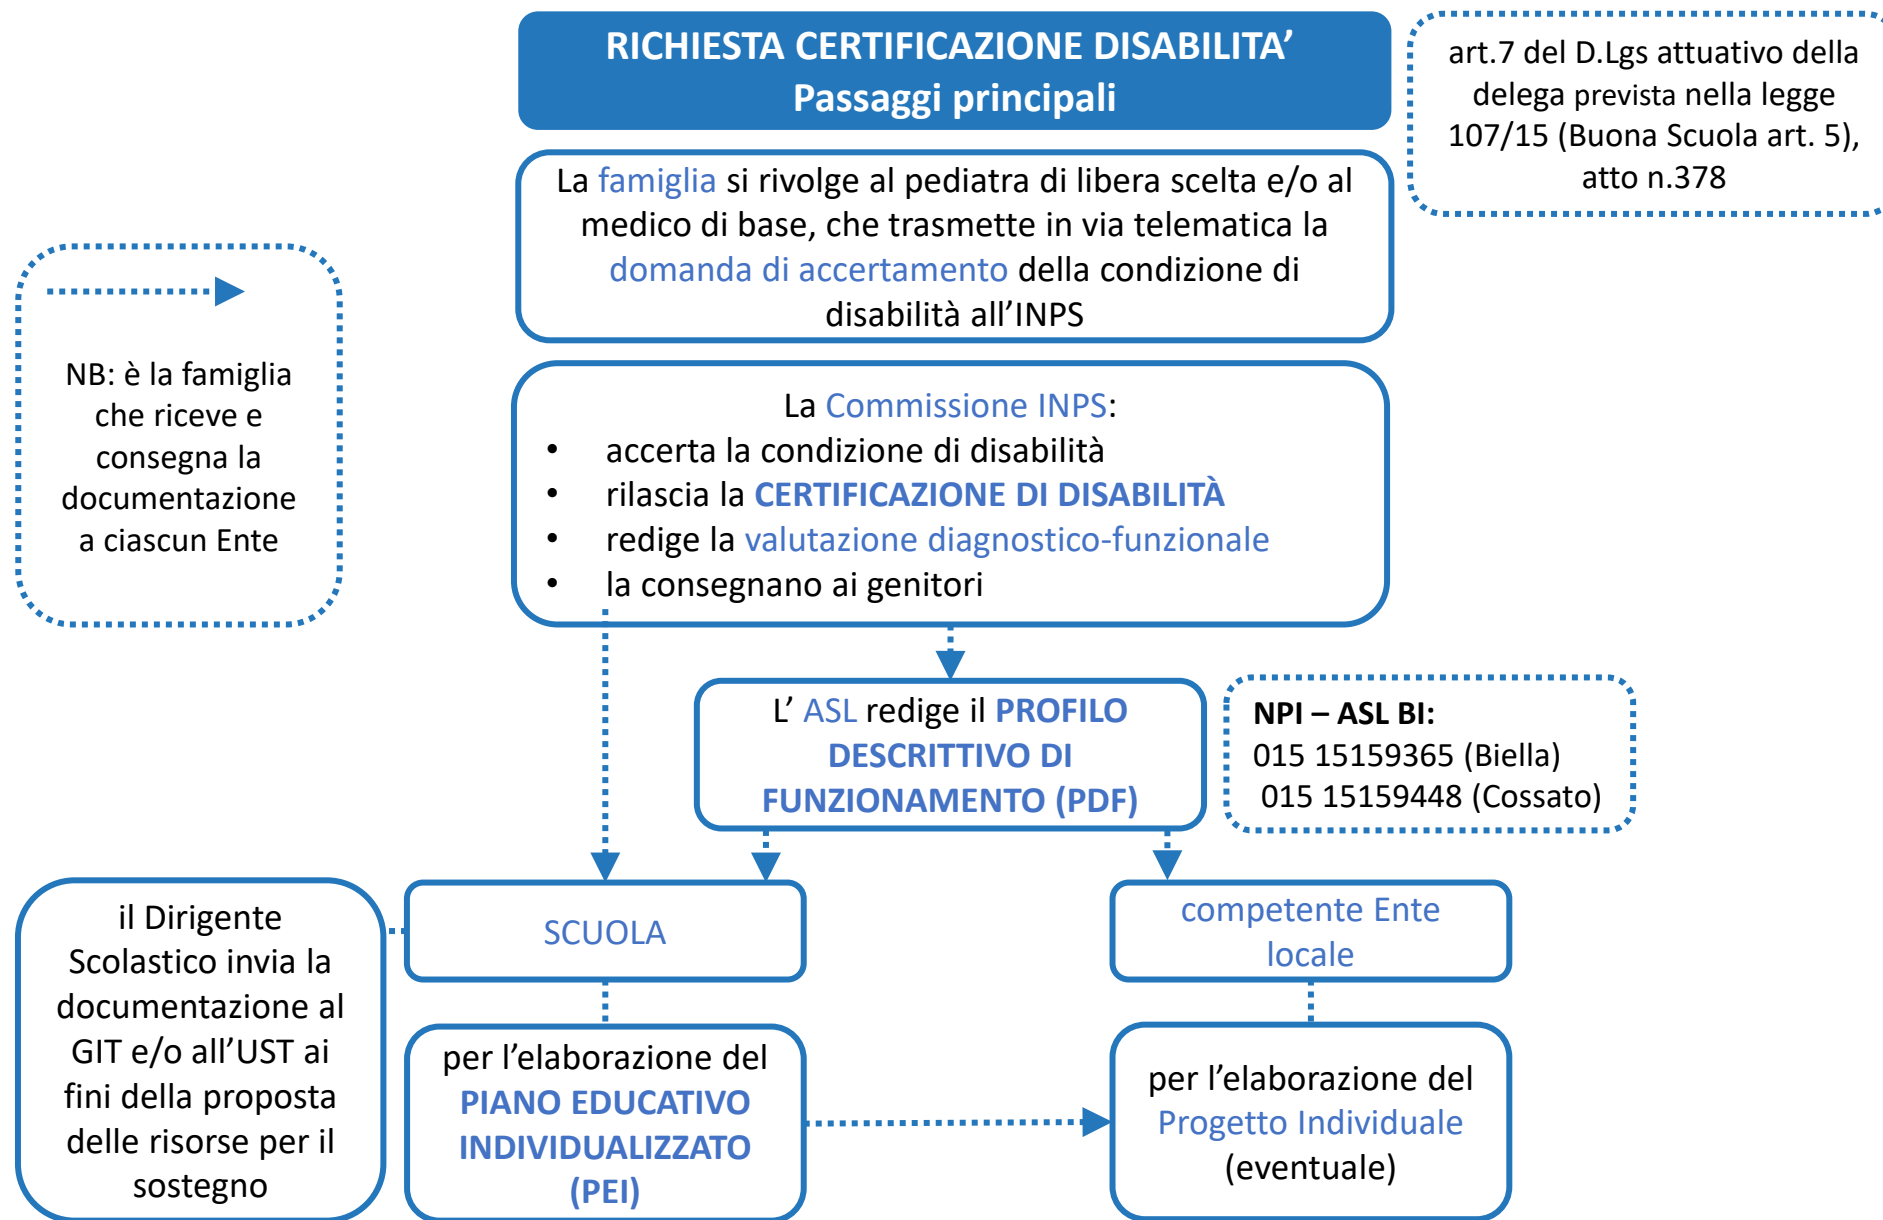 RICHIESTA CERTIFICAZIONE DISABILITA’
Passaggi principali
art.7 del D.Lgs attuativo della
delega prevista nella legge
107/15 (Buona Scuola art. 5),
atto n.378
La famiglia si rivolge al pediatra di libera scelta e/o al
medico di base, che trasmette in via telematica la
domanda di accertamento della condizione di
disabilità all’INPS
NB: è la famiglia
che riceve e
consegna la
documentazione
a ciascun Ente
La Commissione INPS:
• accerta la condizione di disabilità
• rilascia la CERTIFICAZIONE DI DISABILITÀ
• redige la valutazione diagnostico-funzionale
• la consegnano ai genitori
L’ ASL redige il PROFILO
DESCRITTIVO DI
FUNZIONAMENTO (PDF)
NPI – ASL BI:
015 15159365 (Biella)
015 15159448 (Cossato)
il Dirigente
Scolastico invia la
documentazione al
GIT e/o all’UST ai
fini della proposta
delle risorse per il
sostegno
SCUOLA
competente Ente
locale
per l’elaborazione del
PIANO EDUCATIVO
INDIVIDUALIZZATO
(PEI)
per l’elaborazione del
Progetto Individuale
(eventuale)